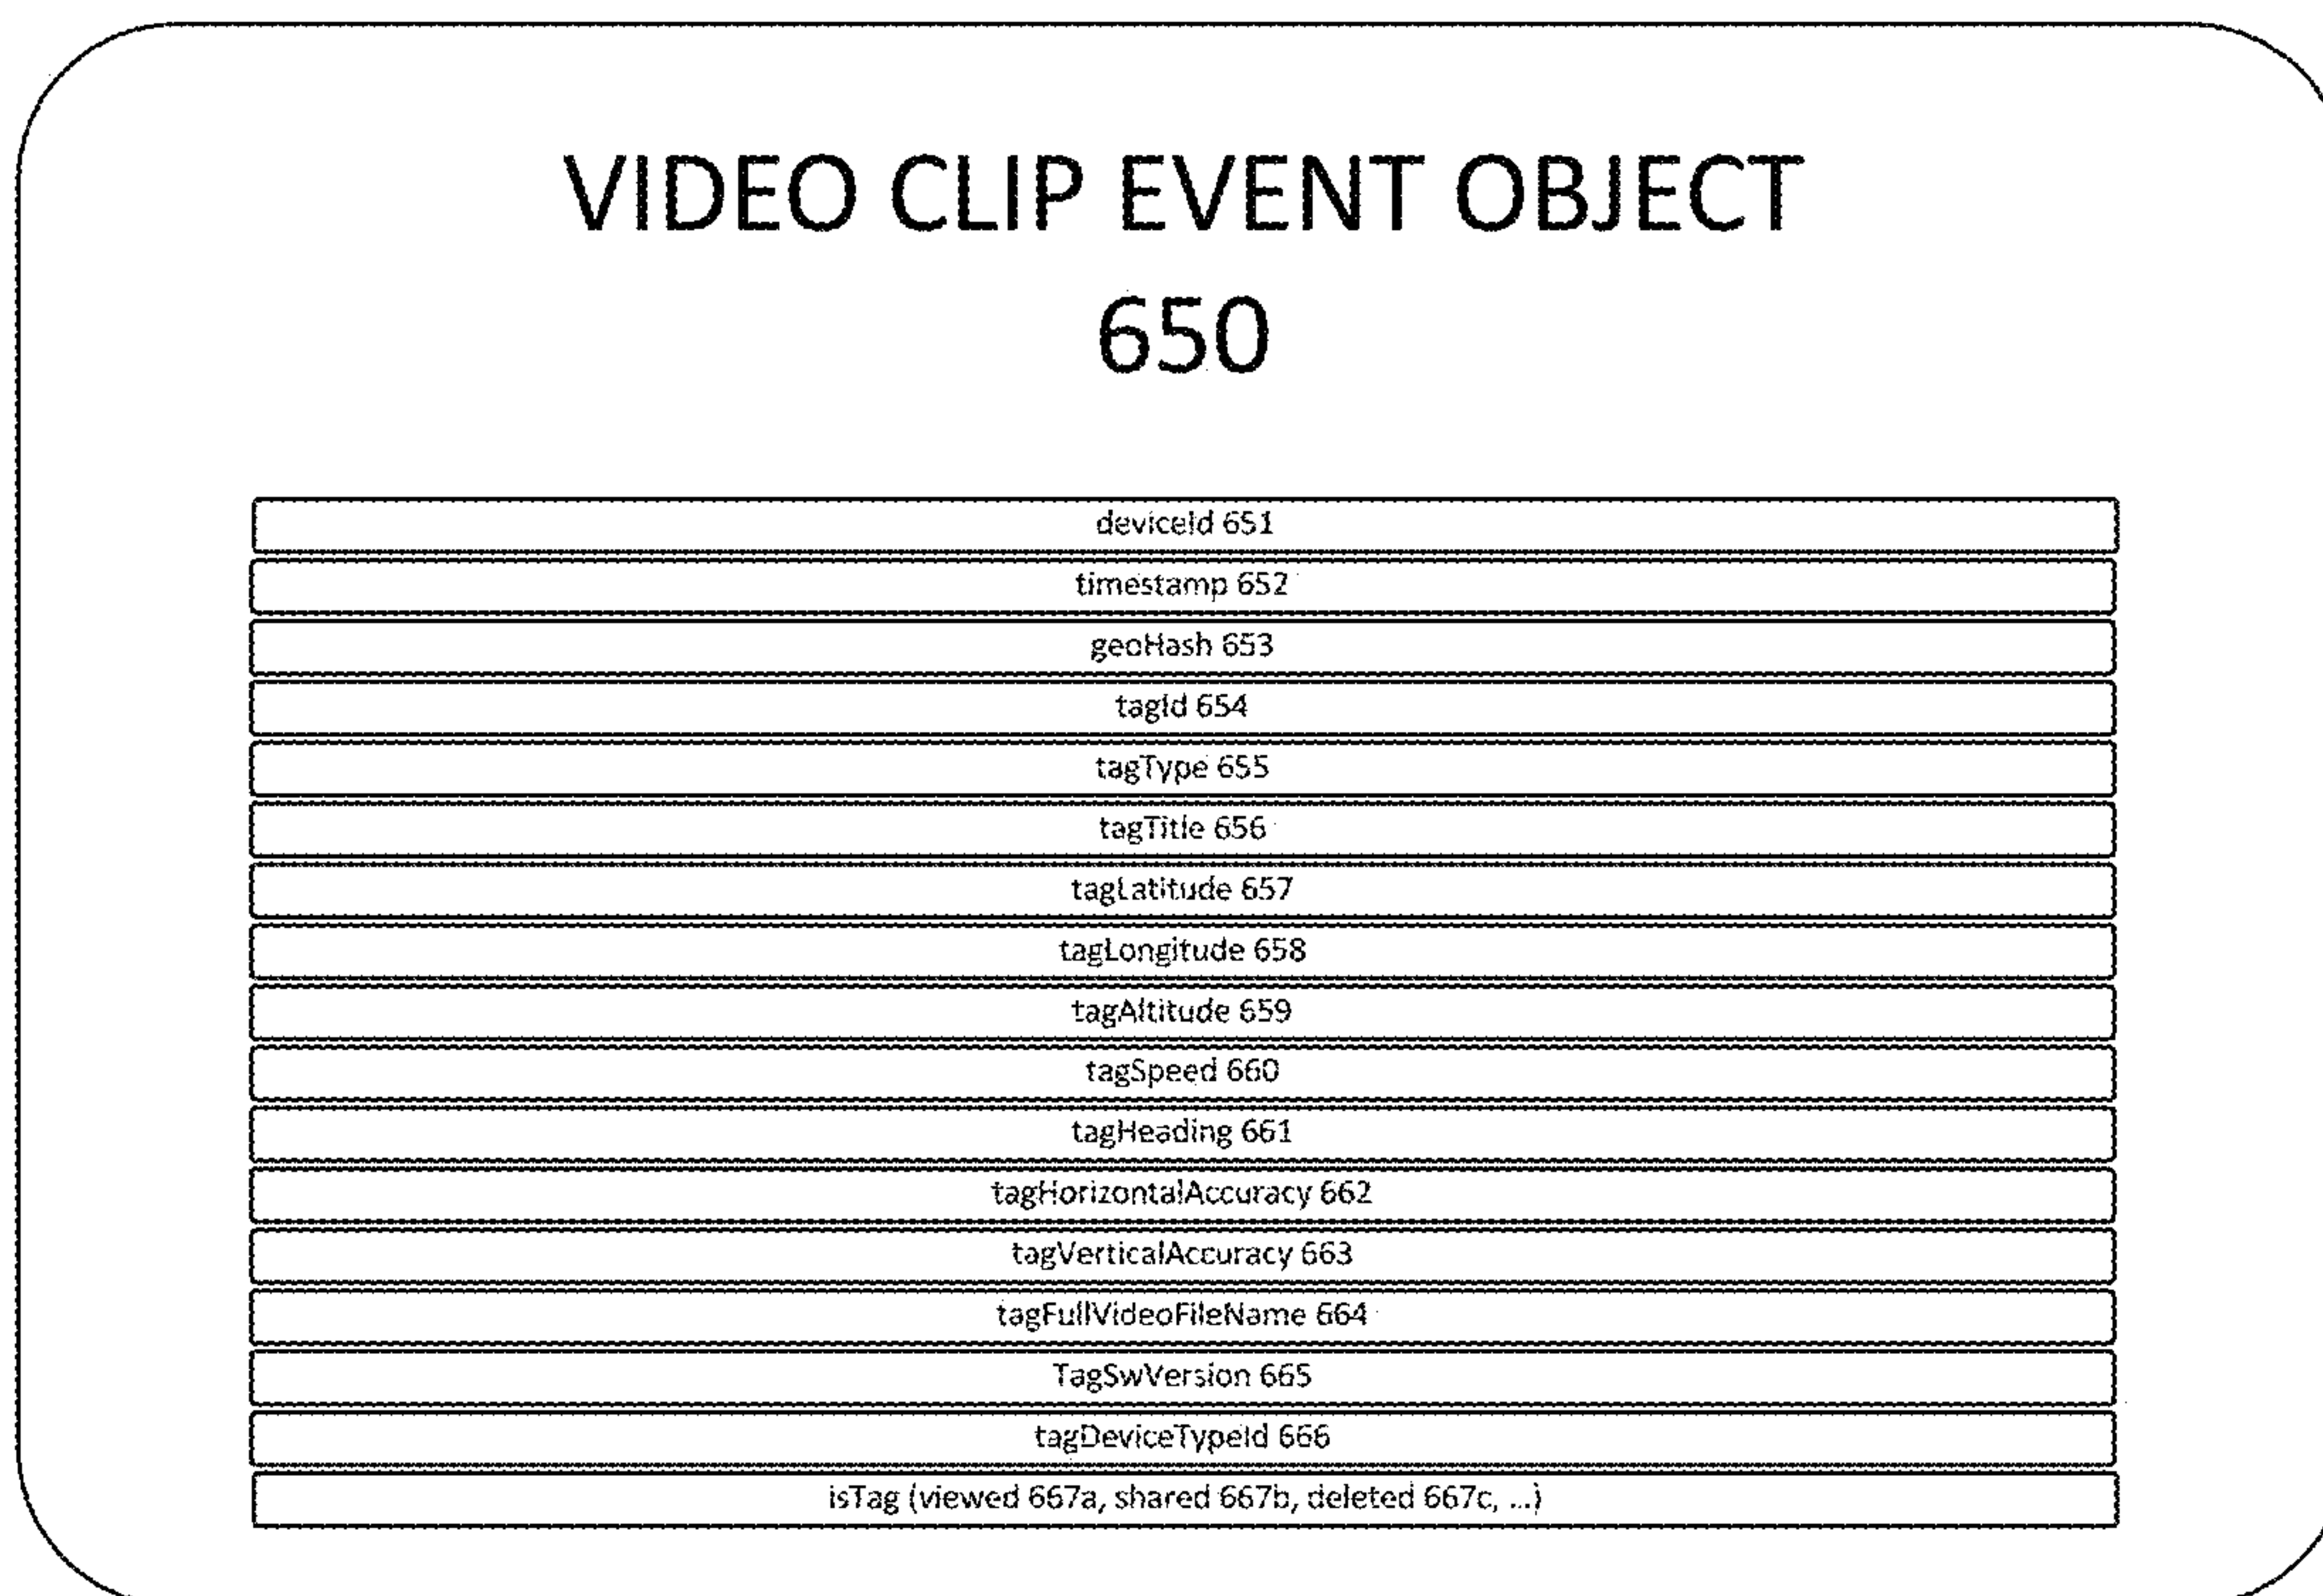 VIDEO CLIP EVENT OBJECT
650
deviceId 651
timestamp 652
geoHash 653
tagId 654
tagType 655
tagTitle 656
tagLatitude 657
tagLongitude 658
tagAltitude 659
tagSpeed 660
tagHeading 661
tagHorizontalAccuracy 662
tagVerticalAccuracy 663
tagFullVideoFileName 664
TagSwVersion 665
tagDeviceTypeId 666
isTag (viewed 667a, shared 667b, deleted 667c, ...)